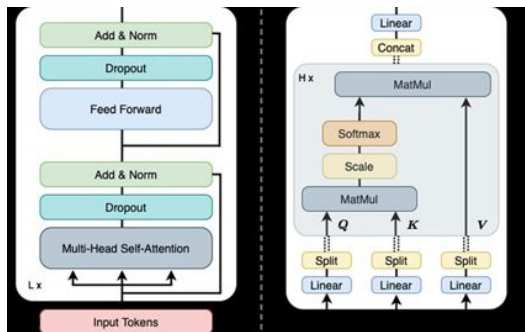 Add & Norm
Dropout
Feed Forward
Add & Norm
Dropout
Multi-Head Self-Attention
L x
Input Tokens
Linear
Concat
H x
MatMul
Softmax
Scale
MatMul
Q K V
Split Split Split
Linear Linear Linear